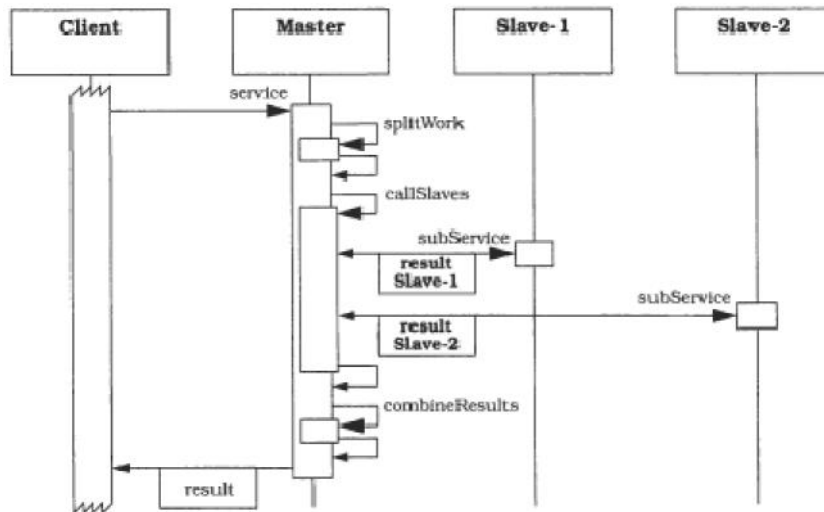 Client
Master
Slave-1
Slave-2
service
splitWork
callSlaves
subService
result
Slave-1
subService
result
Slave-2
combineResults
result